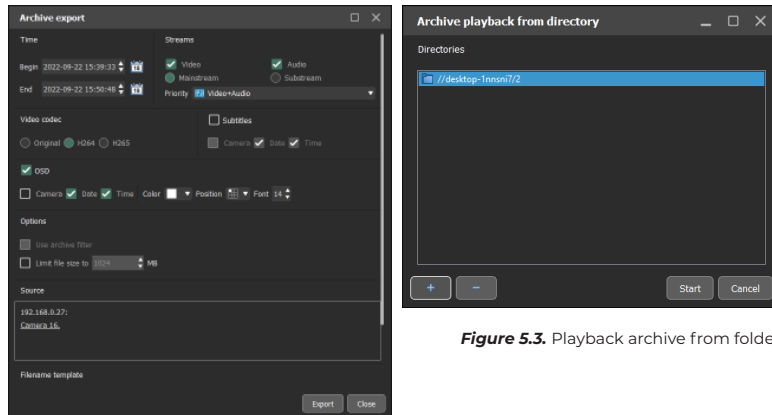 Archive export
Time
Streams
Begin 2022-09-22 15:39:33
End 2022-09-22 15:50:48
Video
Audio
Mainstream
Substream
Priority Video+Audio
Video codec
Subtitles
Original H264 H265
Camera Date Time
OSD
Camera Date Time Color Position Font 14
Options
Use archive filter
Limit file size to 1024 MB
Source
192.168.0.27:
Camera 16.
Filename template
Export Close
Archive playback from directory
Directories
//desktop-1nnsni7/2
+ −
Start Cancel
Figure 5.3. Playback archive from folde